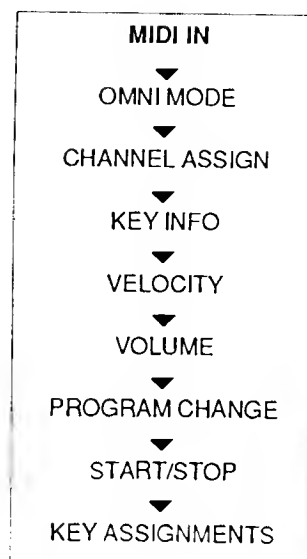 MIDI IN
OMNI MODE
CHANNEL ASSIGN
KEY INFO
VELOCITY
VOLUME
PROGRAM CHANGE
START/STOP
KEY ASSIGNMENTS